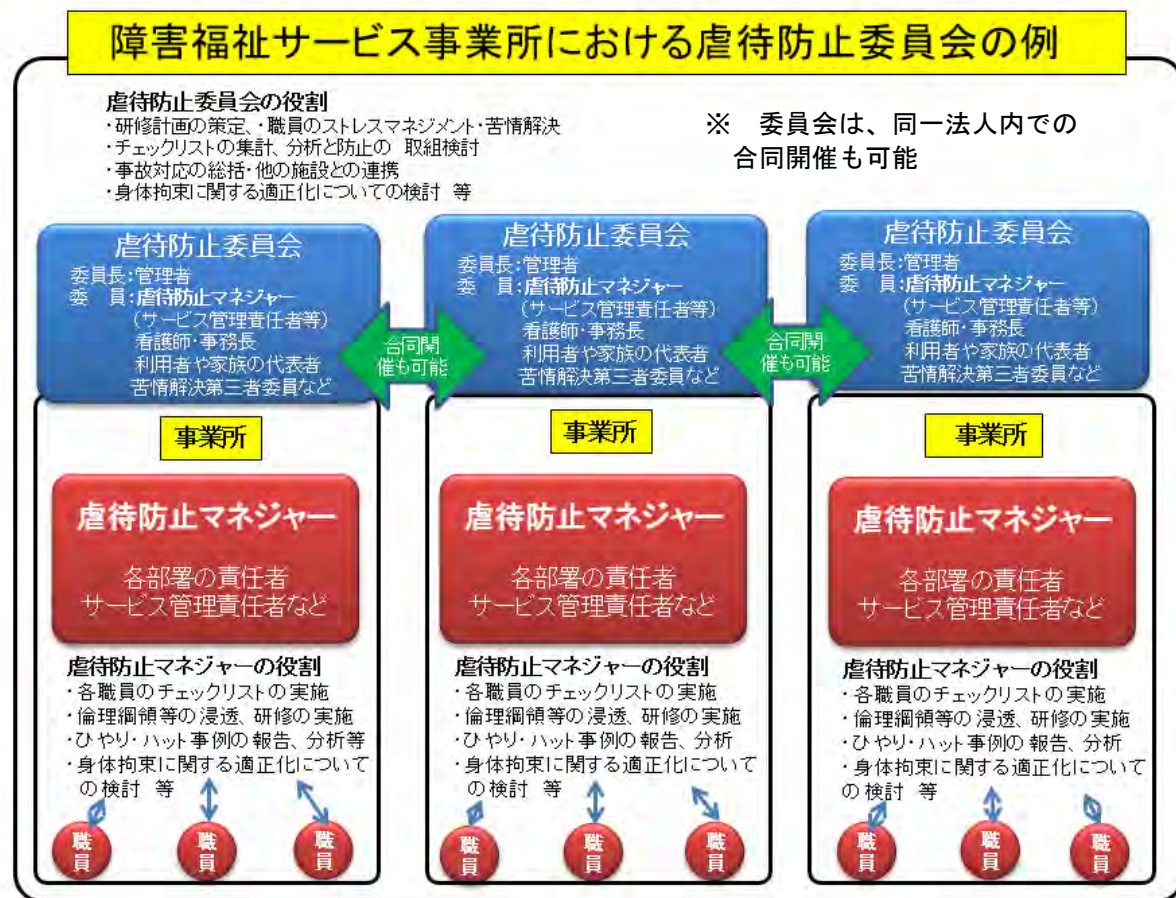 障害福祉サービス事業所における虐待防止委員会の例
虐待防止委員会の役割
・研修計画の策定、・職員のストレスマネジメント・苦情解決
・チェックリストの集計、分析と防止の 取組検討
・事故対応の総括・他の施設との連携
・身体拘束に関する適正化についての検討 等
※ 委員会は、同一法人内での
合同開催も可能
虐待防止委員会
委員長:管理者
委 員:虐待防止マネジャー
(サービス管理責任者等)
看護師・事務長
利用者や家族の代表者
苦情解決第三者委員など
合同開
催も可能
虐待防止委員会
委員長:管理者
委 員:虐待防止マネジャー
(サービス管理責任者等)
看護師・事務長
利用者や家族の代表者
苦情解決第三者委員など
合同開
催も可能
虐待防止委員会
委員長:管理者
委 員:虐待防止マネジャー
(サービス管理責任者等)
看護師・事務長
利用者や家族の代表者
苦情解決第三者委員など
事業所
虐待防止マネジャー
各部署の責任者
サービス管理責任者など
虐待防止マネジャーの役割
・各職員のチェックリストの実施
・倫理綱領等の浸透、研修の実施
・ひやり・ハット事例の報告、分析等
・身体拘束に関する適正化について
の検討 等
職員
職員
職員
事業所
虐待防止マネジャー
各部署の責任者
サービス管理責任者など
虐待防止マネジャーの役割
・各職員のチェックリストの実施
・倫理綱領等の浸透、研修の実施
・ひやり・ハット事例の報告、分析
・身体拘束に関する適正化について
の検討 等
職員
職員
職員
事業所
虐待防止マネジャー
各部署の責任者
サービス管理責任者など
虐待防止マネジャーの役割
・各職員のチェックリストの実施
・倫理綱領等の浸透、研修の実施
・ひやり・ハット事例の報告、分析
・身体拘束に関する適正化について
の検討 等
職員
職員
職員